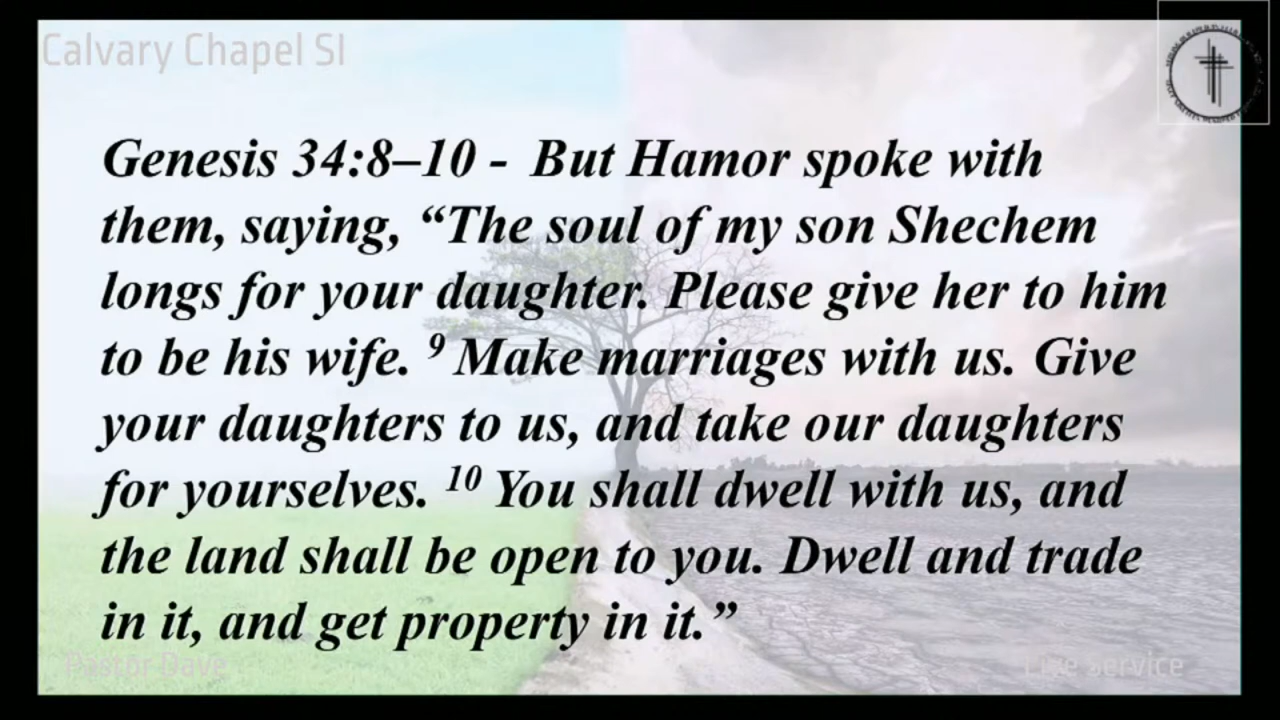 Calvary Chapel SI
Genesis 34:8–10 - But Hamor spoke with
them, saying, “The soul of my son Shechem
longs for your daughter. Please give her to him
to be his wife. ⁹ Make marriages with us. Give
your daughters to us, and take our daughters
for yourselves. ¹⁰ You shall dwell with us, and
the land shall be open to you. Dwell and trade
in it, and get property in it.”
Pastor Dave
Live Service